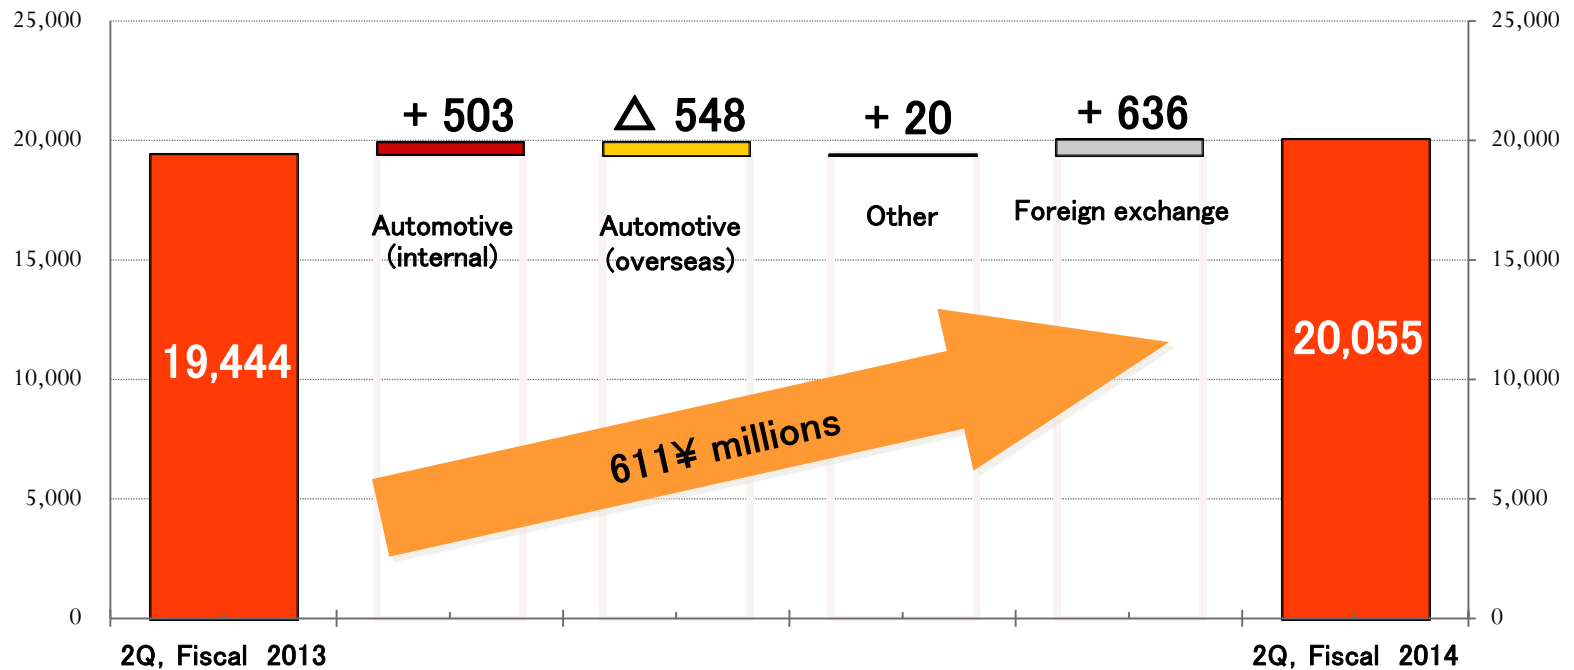 25,000
20,000
15,000
10,000
5,000
0
25,000
20,000
15,000
10,000
5,000
0
+ 503
△ 548
+ 20
+ 636
Automotive
(internal)
Automotive
(overseas)
Other
Foreign exchange
19,444
20,055
611¥ millions
2Q, Fiscal 2013
2Q, Fiscal 2014